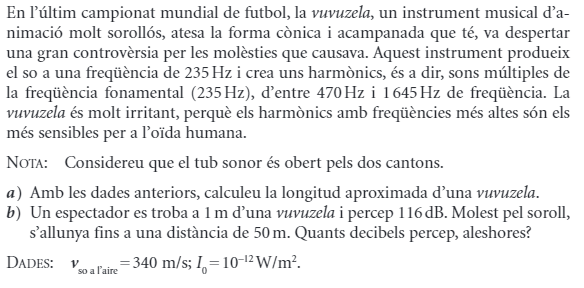 En l'últim campionat mundial de futbol, la vuvuzela, un instrument musical d'a-
nimació molt sorollós, atesa la forma cònica i acampanada que té, va despertar
una gran controvèrsia per les molèsties que causava. Aquest instrument produeix
el so a una freqüència de 235 Hz i crea uns harmònics, és a dir, sons múltiples de
la freqüència fonamental (235 Hz), d'entre 470 Hz i 1 645 Hz de freqüència. La
vuvuzela és molt irritant, perquè els harmònics amb freqüències més altes són els
més sensibles per a l'oïda humana.
NOTA: Considereu que el tub sonor és obert pels dos cantons.
a) Amb les dades anteriors, calculeu la longitud aproximada d'una vuvuzela.
b) Un espectador es troba a 1 m d'una vuvuzela i percep 116 dB. Molest pel soroll,
s'allunya fins a una distància de 50 m. Quants decibels percep, aleshores?
DADES: v so a l'aire = 340 m/s; I₀ = 10⁻¹² W/m².